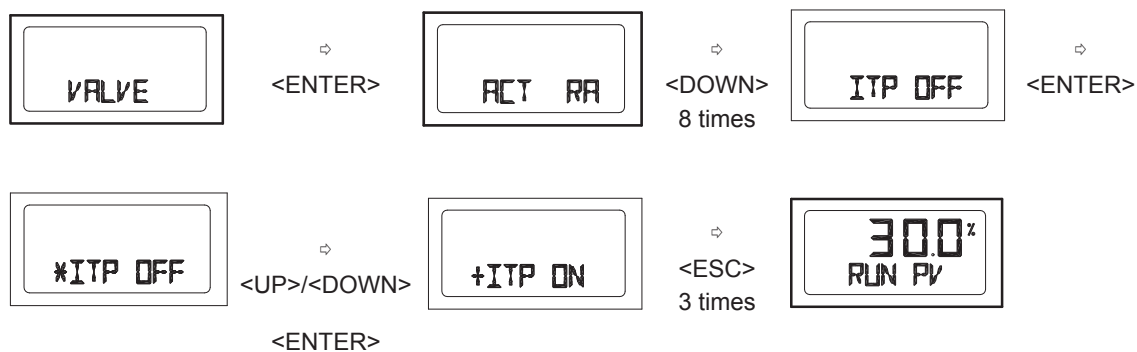 VALVE
⇨
<ENTER>
ACT RA
⇨
<DOWN>
8 times
ITP OFF
⇨
<ENTER>
*ITP OFF
⇨
<UP>/<DOWN>
<ENTER>
+ITP ON
⇨
<ESC>
3 times
30.0%
RUN PV